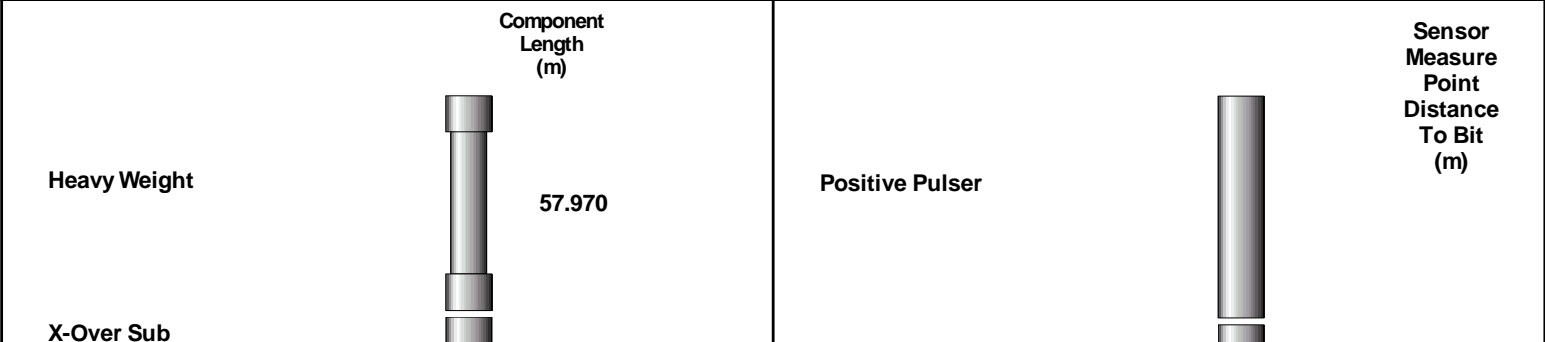 Component
Length
(m)
Heavy Weight
57.970
X-Over Sub
Sensor
Measure
Point
Distance
To Bit
(m)
Positive Pulser